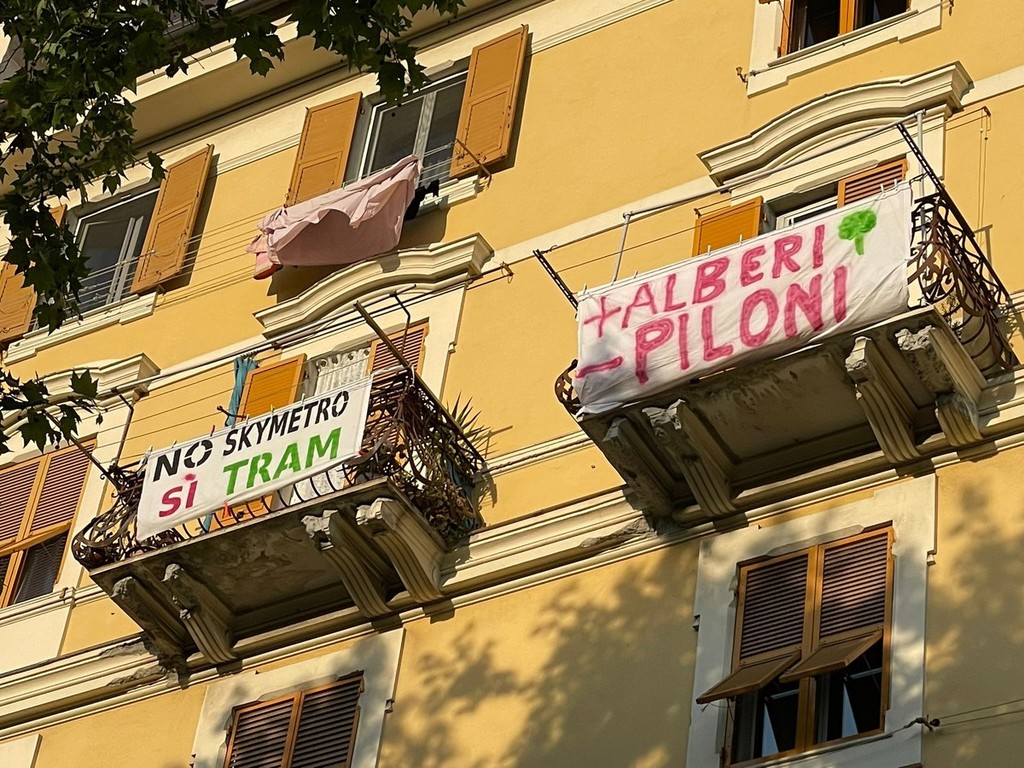 NO SKYMETRO
SÌ TRAM
+ ALBERI
- PILONI